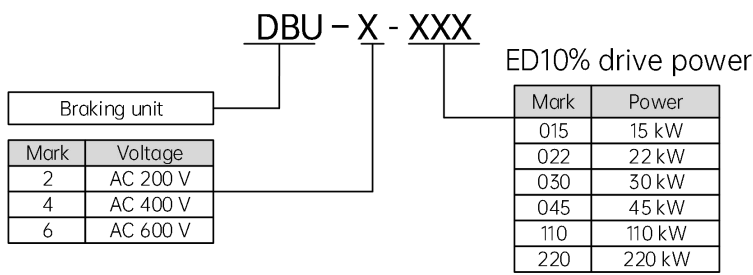 DBU – X - XXX
ED10% drive power
Braking unit
Mark Voltage
2 AC 200 V
4 AC 400 V
6 AC 600 V
Mark Power
015 15 kW
022 22 kW
030 30 kW
045 45 kW
110 110 kW
220 220 kW